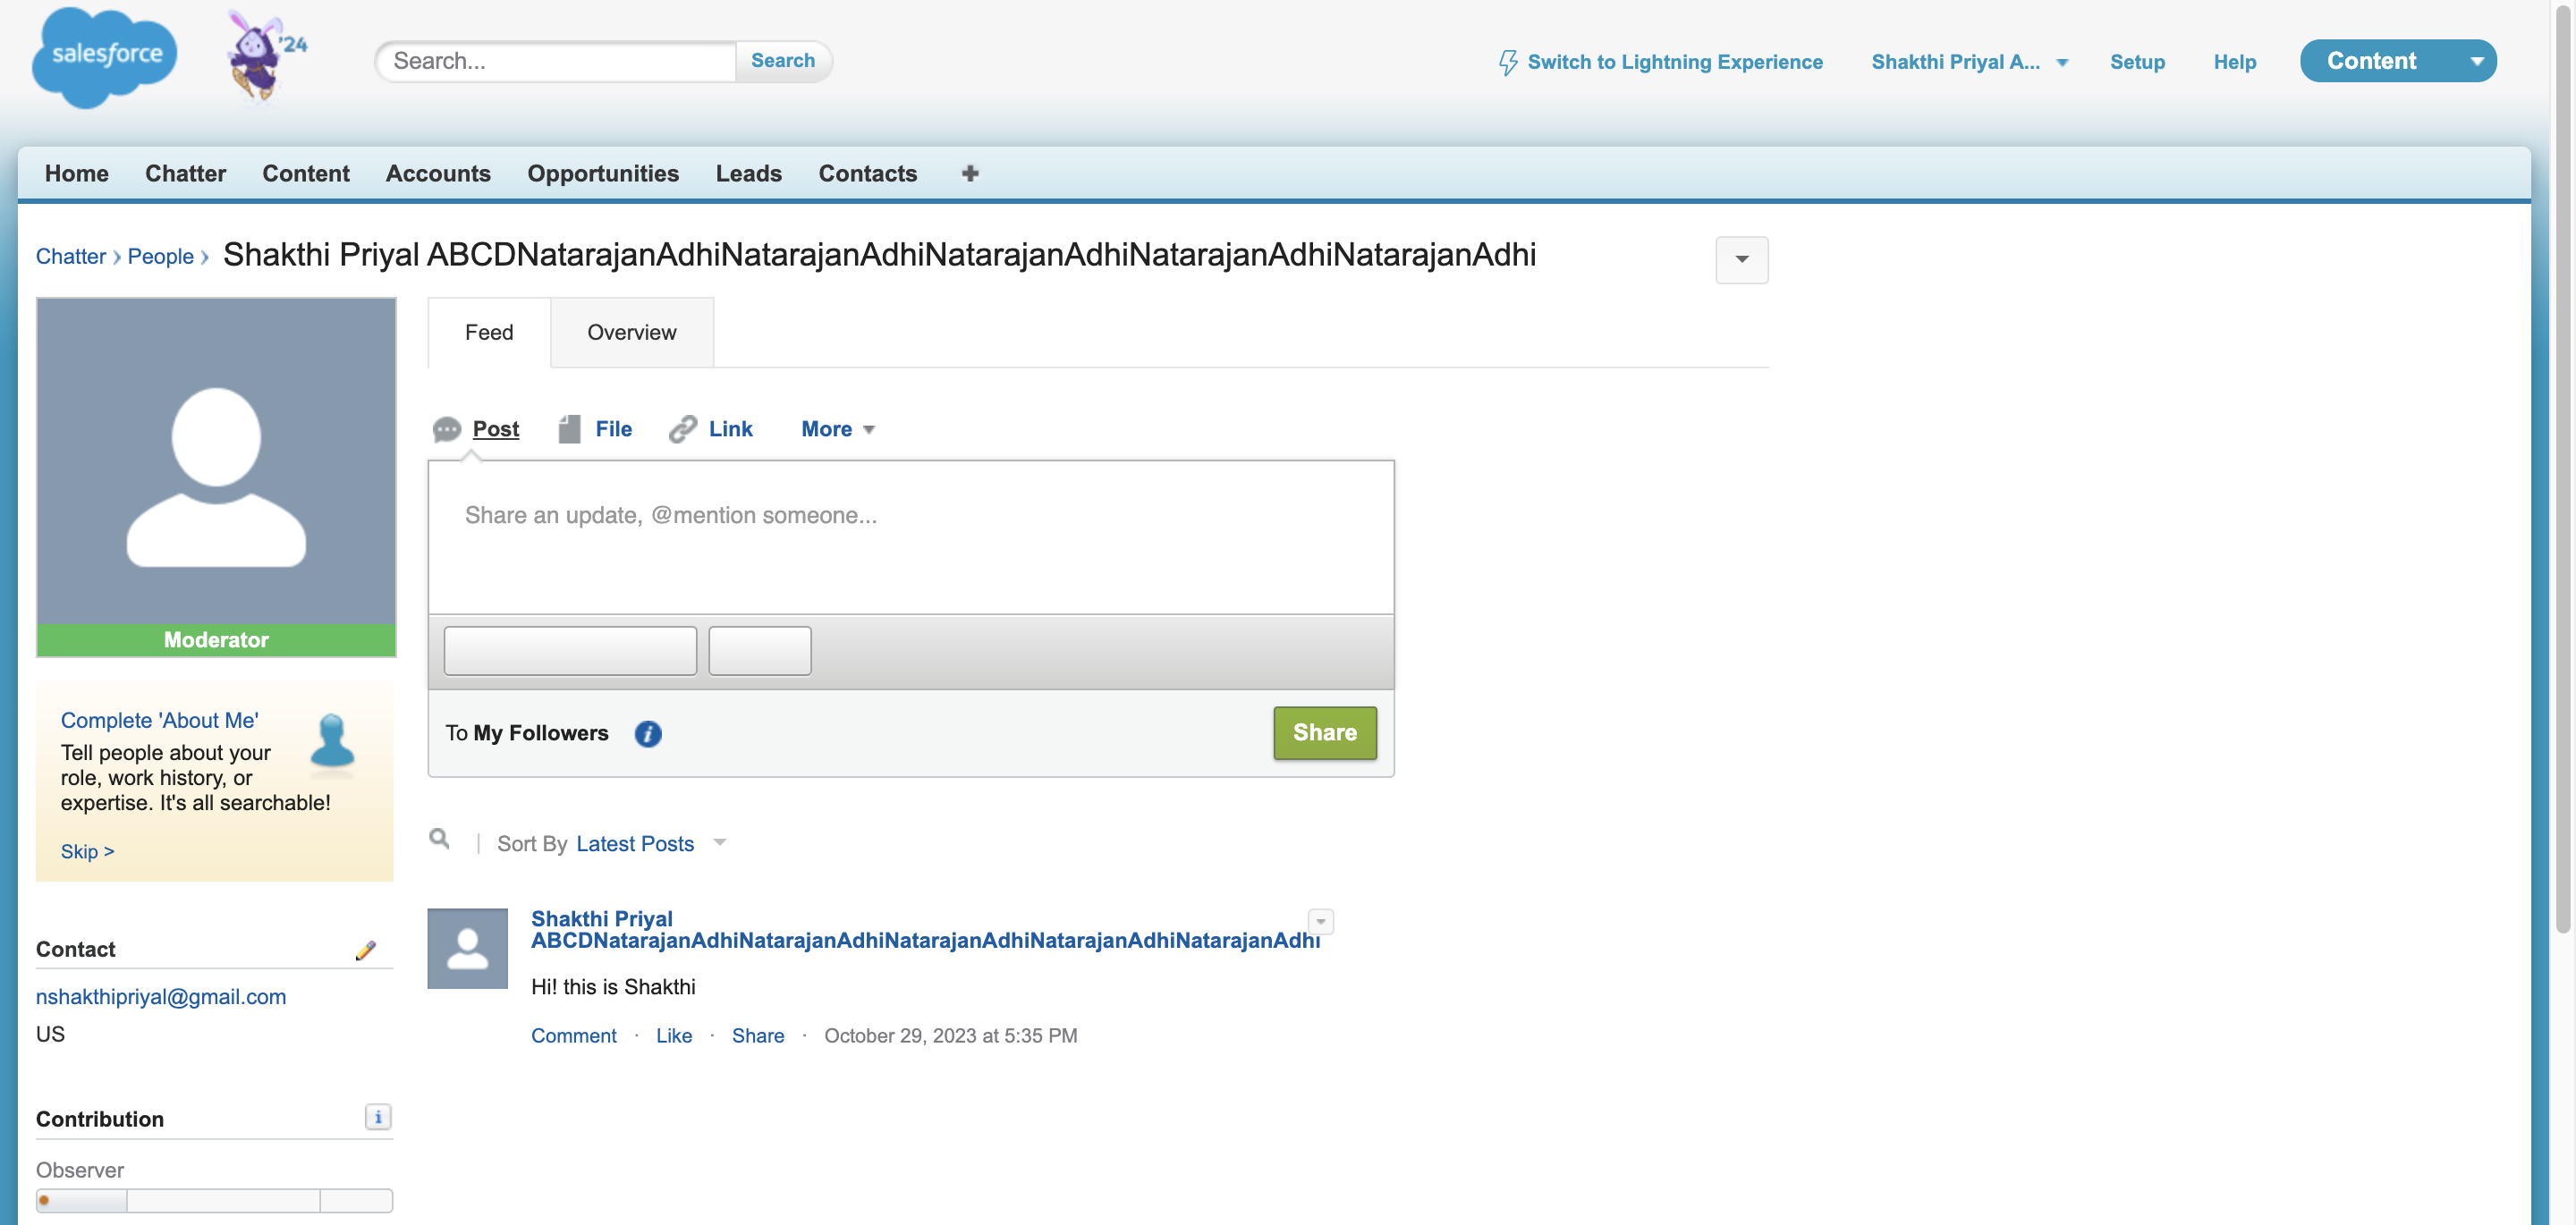 salesforce
'24
Search...
Search
Switch to Lightning Experience
Shakthi Priyal A...
Setup
Help
Content
Home
Chatter
Content
Accounts
Opportunities
Leads
Contacts
Chatter › People › Shakthi Priyal ABCDNatarajanAdhiNatarajanAdhiNatarajanAdhiNatarajanAdhiNatarajanAdhi
Feed
Overview
Post
File
Link
More
Share an update, @mention someone...
Moderator
To My Followers
Share
Complete 'About Me'
Tell people about your
role, work history, or
expertise. It's all searchable!
Skip >
Sort By Latest Posts
Shakthi Priyal
ABCDNatarajanAdhiNatarajanAdhiNatarajanAdhiNatarajanAdhiNatarajanAdhi
Hi! this is Shakthi
Comment · Like · Share · October 29, 2023 at 5:35 PM
Contact
nshakthipriyal@gmail.com
US
Contribution
Observer